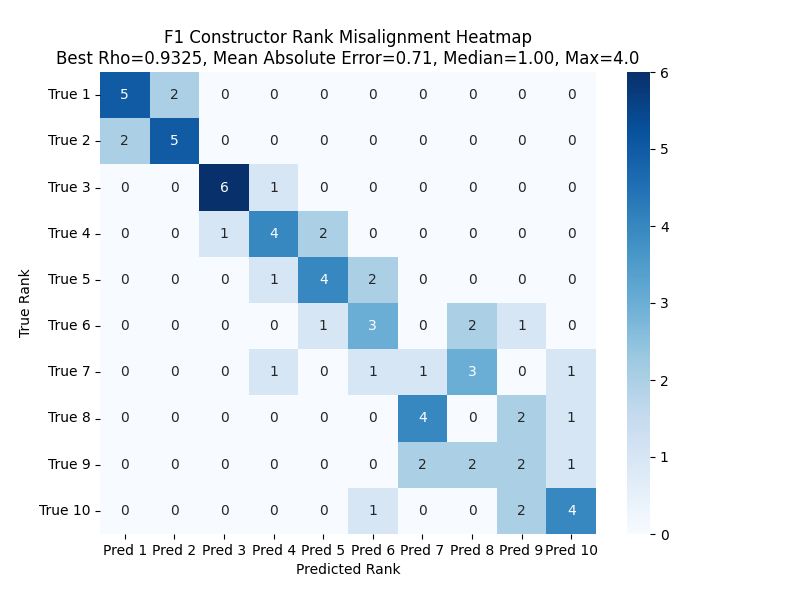 F1 Constructor Rank Misalignment Heatmap
Best Rho=0.9325, Mean Absolute Error=0.71, Median=1.00, Max=4.0
True 1 5 2 0 0 0 0 0 0 0 0
True 2 2 5 0 0 0 0 0 0 0 0
True 3 0 0 6 1 0 0 0 0 0 0
True 4 0 0 1 4 2 0 0 0 0 0
True 5 0 0 0 1 4 2 0 0 0 0
True 6 0 0 0 0 1 3 0 2 1 0
True 7 0 0 0 1 0 1 1 3 0 1
True 8 0 0 0 0 0 0 4 0 2 1
True 9 0 0 0 0 0 0 2 2 2 1
True 10 0 0 0 0 0 1 0 0 2 4
Pred 1 Pred 2 Pred 3 Pred 4 Pred 5 Pred 6 Pred 7 Pred 8 Pred 9 Pred 10
Predicted Rank
True Rank
6
5
4
3
2
1
0